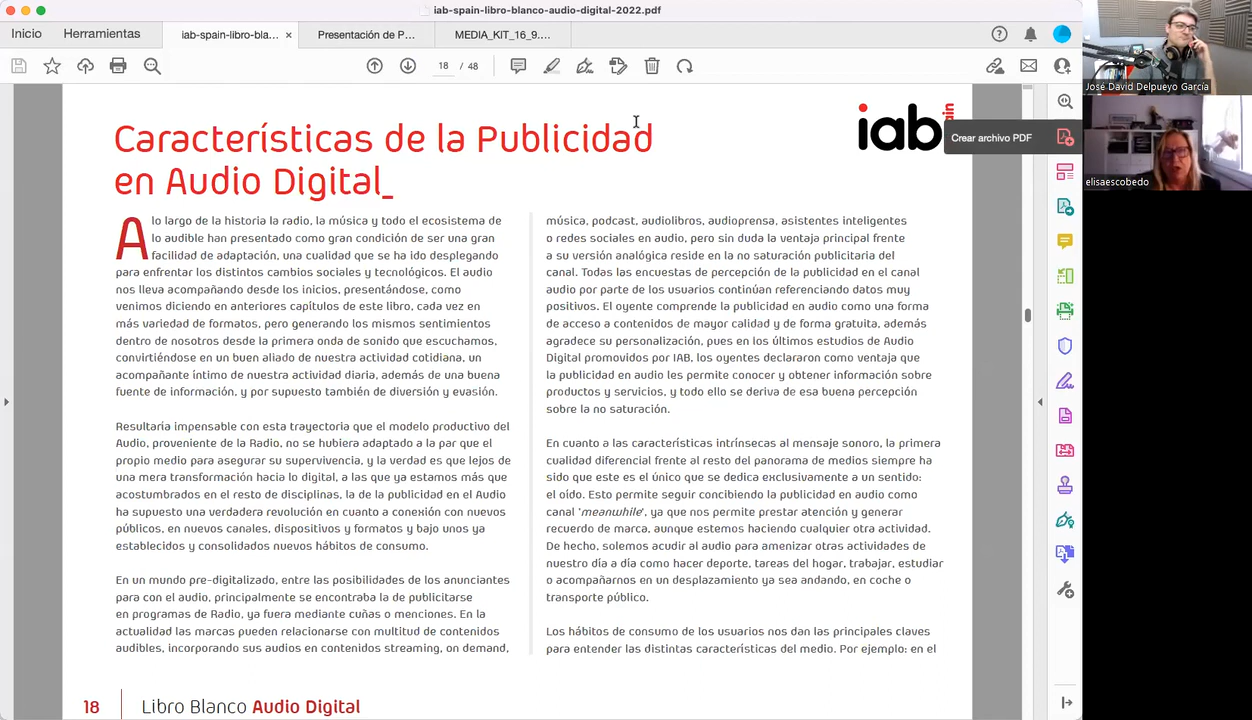 iab-spain-libro-blanco-audio-digital-2022.pdf
Inicio
Herramientas
iab-spain-libro-bla...
Presentación de P...
MEDIA_KIT_16_9....
18 / 48
José David Delpueyo García
elisaescobedo
Crear archivo PDF
iab
Características de la Publicidad
en Audio Digital_
A lo largo de la historia la radio, la música y todo el ecosistema de
lo audible han presentado como gran condición de ser una gran
facilidad de adaptación, una cualidad que se ha ido desplegando
para enfrentar los distintos cambios sociales y tecnológicos. El audio
nos lleva acompañando desde los inicios, presentándose, como
venimos diciendo en anteriores capítulos de este libro, cada vez en
más variedad de formatos, pero generando los mismos sentimientos
dentro de nosotros desde la primera onda de sonido que escuchamos,
convirtiéndose en un buen aliado de nuestra actividad cotidiana, un
acompañante íntimo de nuestra actividad diaria, además de una buena
fuente de información, y por supuesto también de diversión y evasión.
Resultaría impensable con esta trayectoria que el modelo productivo del
Audio, proveniente de la Radio, no se hubiera adaptado a la par que el
propio medio para asegurar su supervivencia, y la verdad es que lejos de
una mera transformación hacia lo digital, a las que ya estamos más que
acostumbrados en el resto de disciplinas, la de la publicidad en el Audio
ha supuesto una verdadera revolución en cuanto a conexión con nuevos
públicos, en nuevos canales, dispositivos y formatos y bajo unos ya
establecidos y consolidados nuevos hábitos de consumo.
En un mundo pre-digitalizado, entre las posibilidades de los anunciantes
para con el audio, principalmente se encontraba la de publicitarse
en programas de Radio, ya fuera mediante cuñas o menciones. En la
actualidad las marcas pueden relacionarse con multitud de contenidos
audibles, incorporando sus audios en contenidos streaming, on demand,
música, podcast, audiolibros, audioprensa, asistentes inteligentes
o redes sociales en audio, pero sin duda la ventaja principal frente
a su versión analógica reside en la no saturación publicitaria del
canal. Todas las encuestas de percepción de la publicidad en el canal
audio por parte de los usuarios continúan referenciando datos muy
positivos. El oyente comprende la publicidad en audio como una forma
de acceso a contenidos de mayor calidad y de forma gratuita, además
agradece su personalización, pues en los últimos estudios de Audio
Digital promovidos por IAB, los oyentes declararon como ventaja que
la publicidad en audio les permite conocer y obtener información sobre
productos y servicios, y todo ello se deriva de esa buena percepción
sobre la no saturación.
En cuanto a las características intrínsecas al mensaje sonoro, la primera
cualidad diferencial frente al resto del panorama de medios siempre ha
sido que este es el único que se dedica exclusivamente a un sentido:
el oído. Esto permite seguir concibiendo la publicidad en audio como
canal 'meanwhile', ya que nos permite prestar atención y generar
recuerdo de marca, aunque estemos haciendo cualquier otra actividad.
De hecho, solemos acudir al audio para amenizar otras actividades de
nuestro día a día como hacer deporte, tareas del hogar, trabajar, estudiar
o acompañarnos en un desplazamiento ya sea andando, en coche o
transporte público.
Los hábitos de consumo de los usuarios nos dan las principales claves
para entender las distintas características del medio. Por ejemplo: en el
18
Libro Blanco Audio Digital